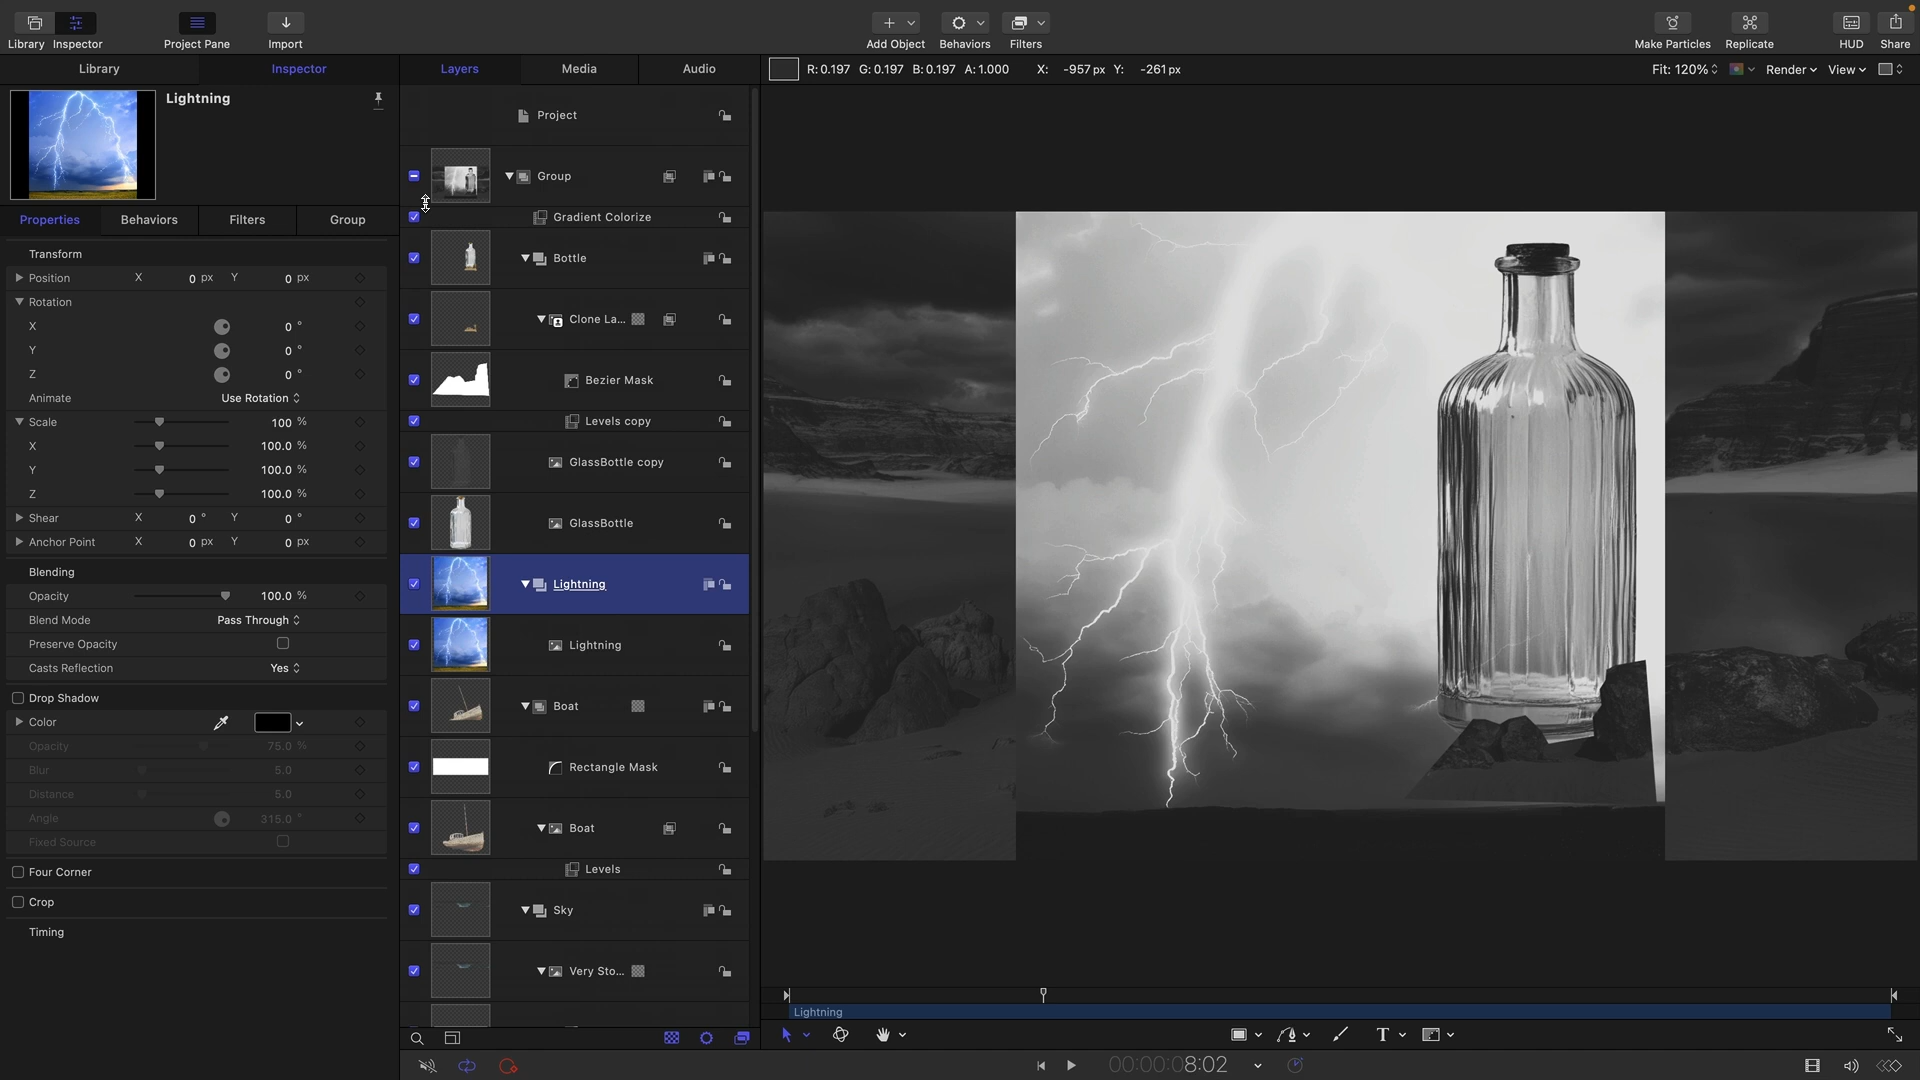 Library
Inspector
Project Pane
Import
Add Object
Behaviors
Filters
Make Particles
Replicate
HUD
Share
Library
Inspector
Layers
Media
Audio
R: 0.197 G: 0.197 B: 0.197 A: 1.000 X: -957 px Y: -261 px
Fit: 120%
Render
View
Lightning
Properties
Behaviors
Filters
Group
Transform
Position X 0 px Y 0 px
Rotation
X 0 °
Y 0 °
Z 0 °
Animate Use Rotation
Scale 100 %
X 100.0 %
Y 100.0 %
Z 100.0 %
Shear X 0 ° Y 0 °
Anchor Point X 0 px Y 0 px
Blending
Opacity 100.0 %
Blend Mode Pass Through
Preserve Opacity
Casts Reflection Yes
Drop Shadow
Color
Opacity 75.0 %
Blur 5.0
Distance 5.0
Angle 315.0 °
Fixed Source
Four Corner
Crop
Timing
Project
Group
Gradient Colorize
Bottle
Clone La...
Bezier Mask
Levels copy
GlassBottle copy
GlassBottle
Lightning
Lightning
Boat
Rectangle Mask
Boat
Levels
Sky
Very Sto...
Lightning
T
00:00:08:02